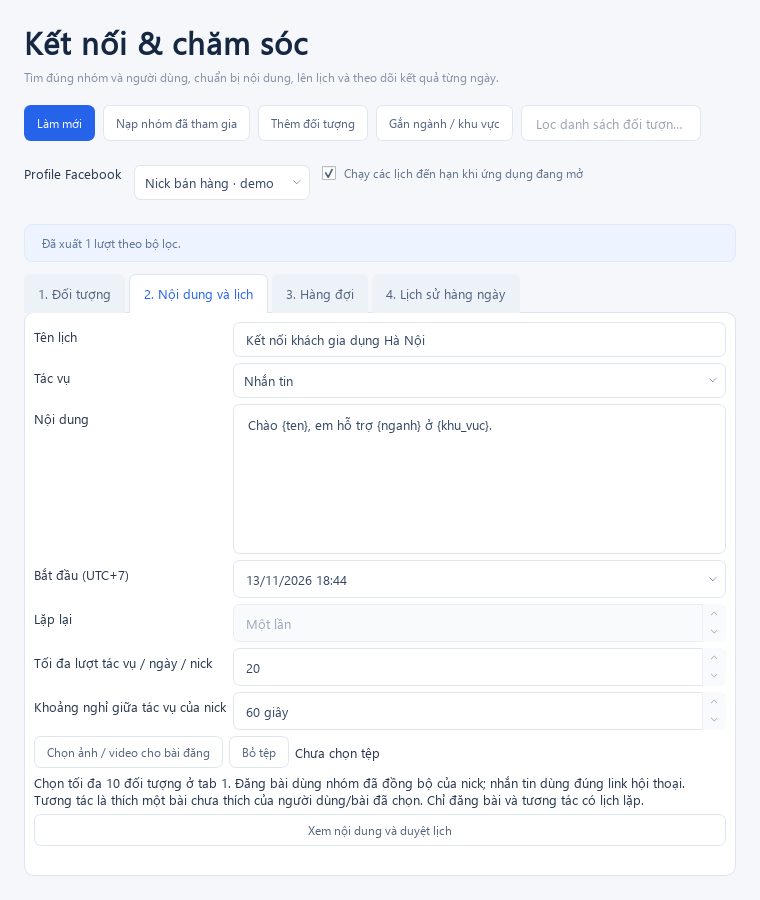 Kết nối & chăm sóc
Tìm đúng nhóm và người dùng, chuẩn bị nội dung, lên lịch và theo dõi kết quả từng ngày.
Làm mới
Nạp nhóm đã tham gia
Thêm đối tượng
Gắn ngành / khu vực
Lọc danh sách đối tượn...
Profile Facebook
Nick bán hàng · demo
Chạy các lịch đến hạn khi ứng dụng đang mở
Đã xuất 1 lượt theo bộ lọc.
1. Đối tượng
2. Nội dung và lịch
3. Hàng đợi
4. Lịch sử hàng ngày
Tên lịch
Kết nối khách gia dụng Hà Nội
Tác vụ
Nhắn tin
Nội dung
Chào {ten}, em hỗ trợ {nganh} ở {khu_vuc}.
Bắt đầu (UTC+7)
13/11/2026 18:44
Lặp lại
Một lần
Tối đa lượt tác vụ / ngày / nick
20
Khoảng nghỉ giữa tác vụ của nick
60 giây
Chọn ảnh / video cho bài đăng
Bỏ tệp
Chưa chọn tệp
Chọn tối đa 10 đối tượng ở tab 1. Đăng bài dùng nhóm đã đồng bộ của nick; nhắn tin dùng đúng link hội thoại.
Tương tác là thích một bài chưa thích của người dùng/bài đã chọn. Chỉ đăng bài và tương tác có lịch lặp.
Xem nội dung và duyệt lịch